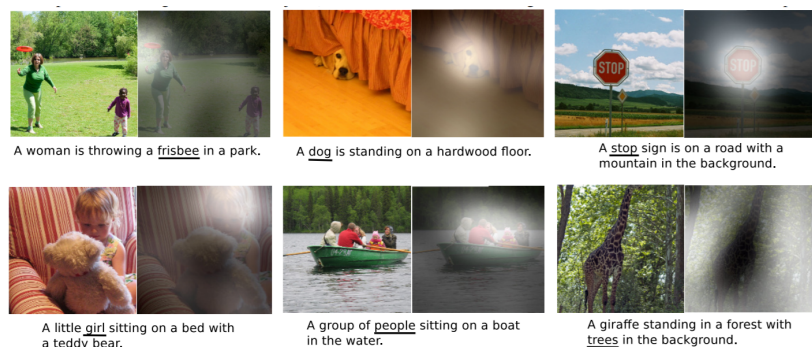 STOP
STOP
A woman is throwing a frisbee in a park.
A dog is standing on a hardwood floor.
A stop sign is on a road with a
mountain in the background.
A little girl sitting on a bed with
a teddy bear.
A group of people sitting on a boat
in the water.
A giraffe standing in a forest with
trees in the background.